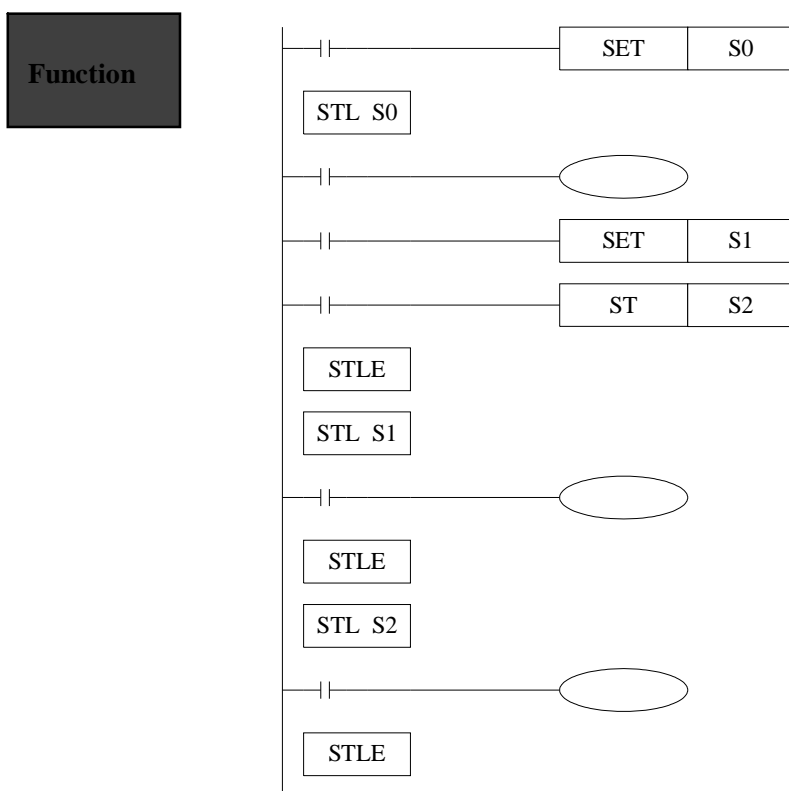 Function
SET S0
STL S0
SET S1
ST S2
STLE
STL S1
STLE
STL S2
STLE